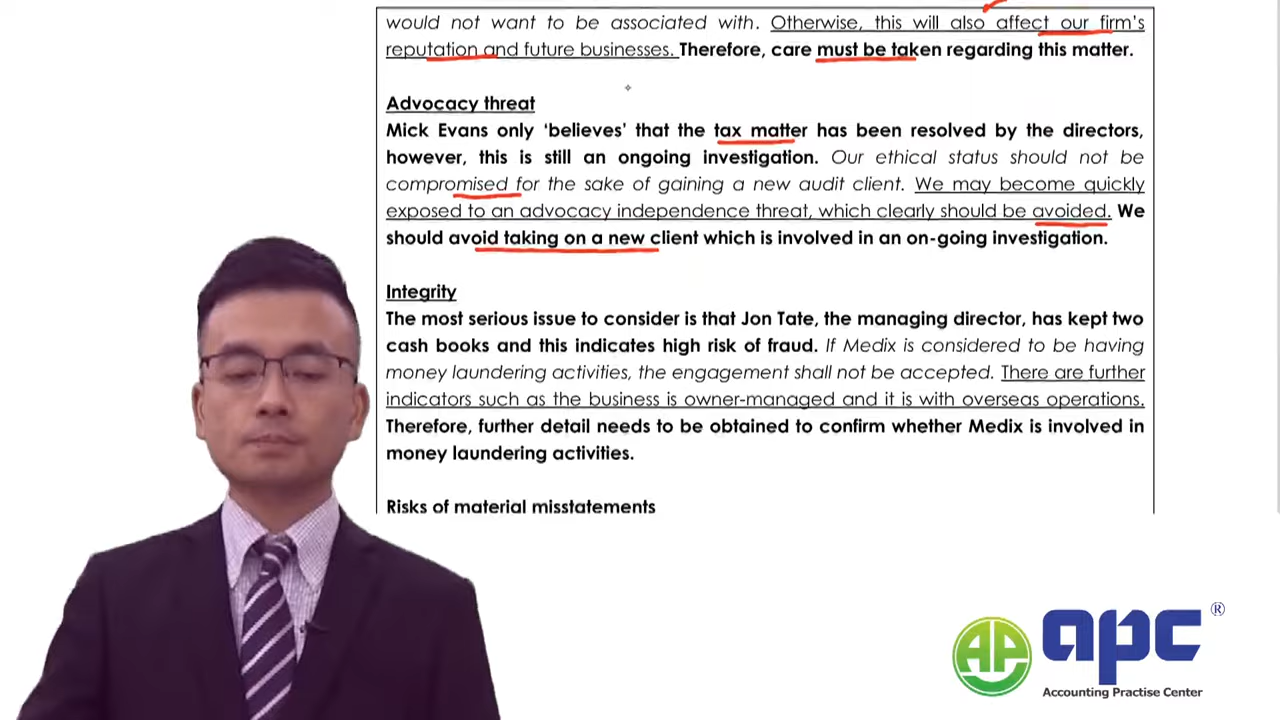 would not want to be associated with. Otherwise, this will also affect our firm's
reputation and future businesses. Therefore, care must be taken regarding this matter.
Advocacy threat
Mick Evans only ‘believes’ that the tax matter has been resolved by the directors,
however, this is still an ongoing investigation. Our ethical status should not be
compromised for the sake of gaining a new audit client. We may become quickly
exposed to an advocacy independence threat, which clearly should be avoided. We
should avoid taking on a new client which is involved in an on-going investigation.
Integrity
The most serious issue to consider is that Jon Tate, the managing director, has kept two
cash books and this indicates high risk of fraud. If Medix is considered to be having
money laundering activities, the engagement shall not be accepted. There are further
indicators such as the business is owner-managed and it is with overseas operations.
Therefore, further detail needs to be obtained to confirm whether Medix is involved in
money laundering activities.
Risks of material misstatements
AP
apc ®
Accounting Practise Center